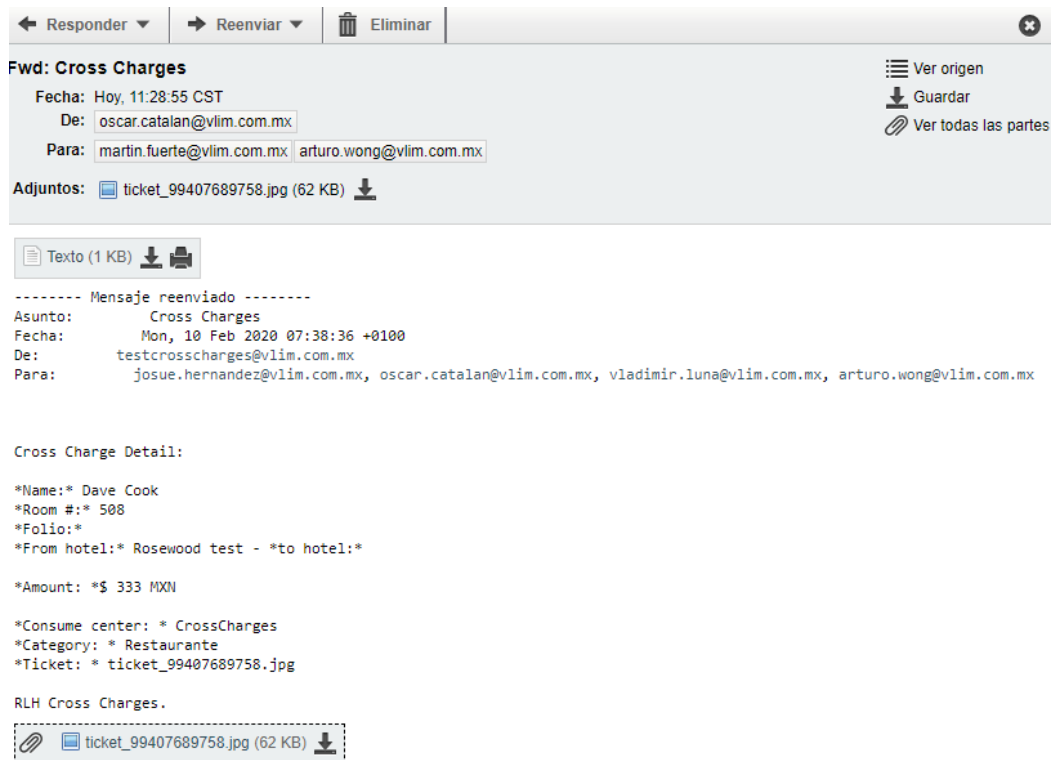 Responder
Reenviar
Eliminar
Fwd: Cross Charges
Ver origen
Fecha: Hoy, 11:28:55 CST
Guardar
De: oscar.catalan@vlim.com.mx
Ver todas las partes
Para: martin.fuerte@vlim.com.mx arturo.wong@vlim.com.mx
Adjuntos: ticket_99407689758.jpg (62 KB)
Texto (1 KB)
-------- Mensaje reenviado --------
Asunto: Cross Charges
Fecha: Mon, 10 Feb 2020 07:38:36 +0100
De: testcrosscharges@vlim.com.mx
Para: josue.hernandez@vlim.com.mx, oscar.catalan@vlim.com.mx, vladimir.luna@vlim.com.mx, arturo.wong@vlim.com.mx
Cross Charge Detail:
*Name:* Dave Cook
*Room #:* 508
*Folio:*
*From hotel:* Rosewood test - *to hotel:*
*Amount: *$ 333 MXN
*Consume center: * CrossCharges
*Category: * Restaurante
*Ticket: * ticket_99407689758.jpg
RLH Cross Charges.
ticket_99407689758.jpg (62 KB)